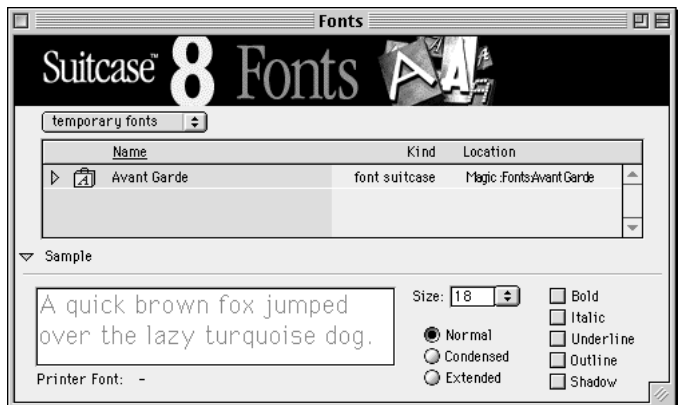 Fonts
Suitcase™ 8 Fonts
temporary fonts
Name Kind Location
Avant Garde font suitcase Magic :Fonts:Avant Garde
Sample
A quick brown fox jumped
over the lazy turquoise dog.
Printer Font: -
Size: 18
Normal
Condensed
Extended
Bold
Italic
Underline
Outline
Shadow